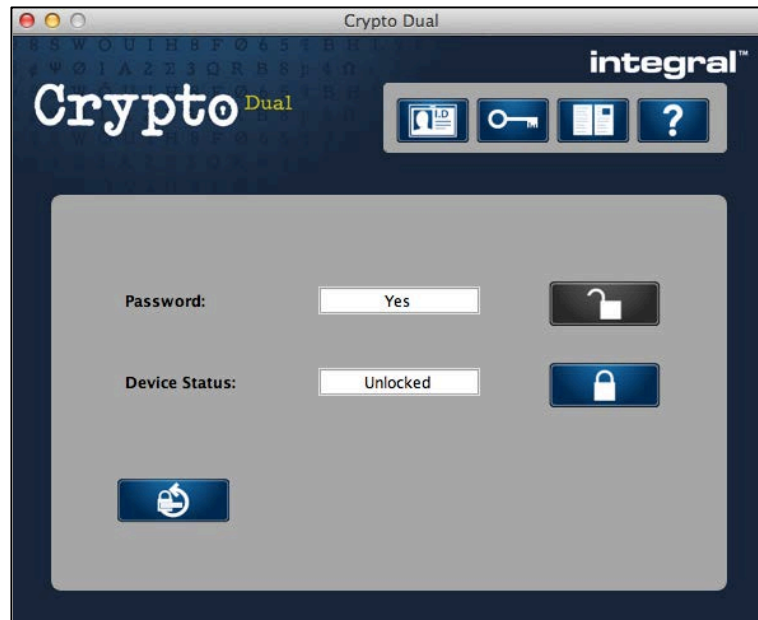 Crypto Dual
integral™
Crypto Dual
I.D
?
Password: Yes
Device Status: Unlocked